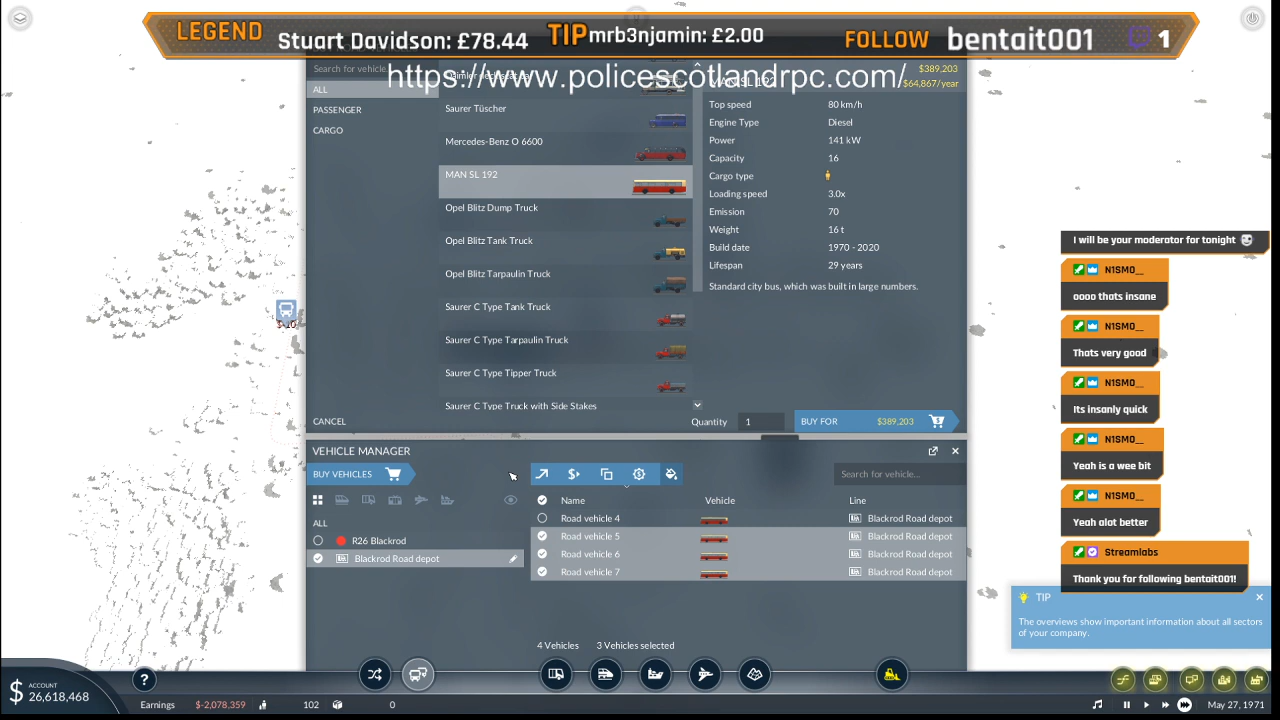 LEGEND Stuart Davidson: £78.44 TIP mrb3njamin: £2.00 FOLLOW bentait001 1
https://www.policescotlandrpc.com/
Search for vehicle.
$389,203
$64,867/year
ALL
PASSENGER
CARGO
Saurer Tüscher
Mercedes-Benz O 6600
MAN SL 192
Opel Blitz Dump Truck
Opel Blitz Tank Truck
Opel Blitz Tarpaulin Truck
Saurer C Type Tank Truck
Saurer C Type Tarpaulin Truck
Saurer C Type Tipper Truck
Saurer C Type Truck with Side Stakes
MAN SL 192
Top speed 80 km/h
Engine Type Diesel
Power 141 kW
Capacity 16
Cargo type
Loading speed 3.0x
Emission 70
Weight 16 t
Build date 1970 - 2020
Lifespan 29 years
Standard city bus, which was built in large numbers.
CANCEL Quantity 1 BUY FOR $389,203
VEHICLE MANAGER
BUY VEHICLES
Search for vehicle...
ALL
R26 Blackrod
Blackrod Road depot
Name Vehicle Line
Road vehicle 4 Blackrod Road depot
Road vehicle 5 Blackrod Road depot
Road vehicle 6 Blackrod Road depot
Road vehicle 7 Blackrod Road depot
4 Vehicles 3 Vehicles selected
I will be your moderator for tonight
N1SMO__
oooo thats insane
N1SMO__
Thats very good
N1SMO__
Its insanly quick
N1SMO__
Yeah is a wee bit
N1SMO__
Yeah alot better
Streamlabs
Thank you for following bentait001!
TIP
The overviews show important information about all sectors
of your company.
$ ACCOUNT
26,618,468
?
Earnings $-2,078,359 102 0 May 27, 1971